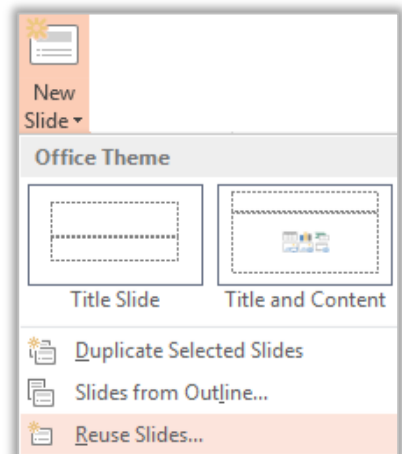 New
Slide
Office Theme
Title Slide
Title and Content
Duplicate Selected Slides
Slides from Outline...
Reuse Slides...